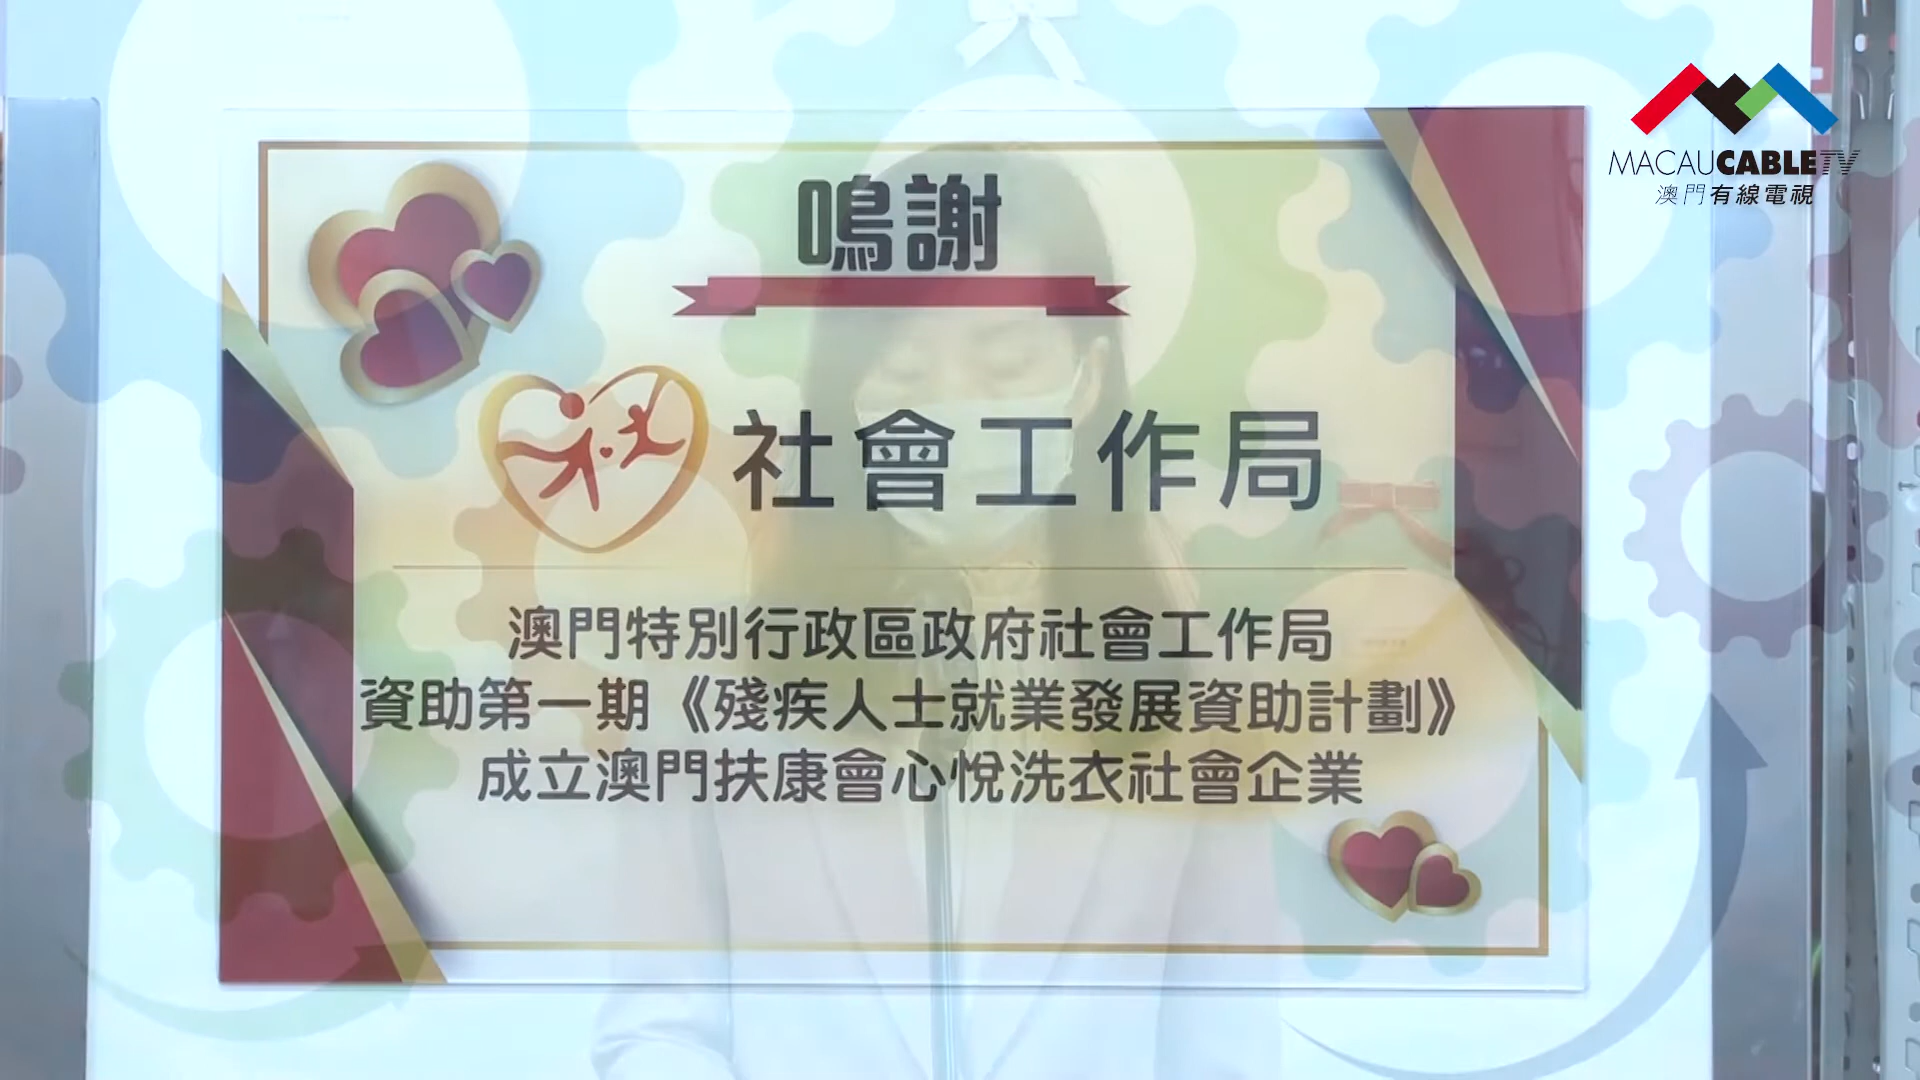 MACAUCABLETV
澳門有線電視
鳴謝
社會工作局
澳門特別行政區政府社會工作局
資助第一期《殘疾人士就業發展資助計劃》
成立澳門扶康會心悅洗衣社會企業